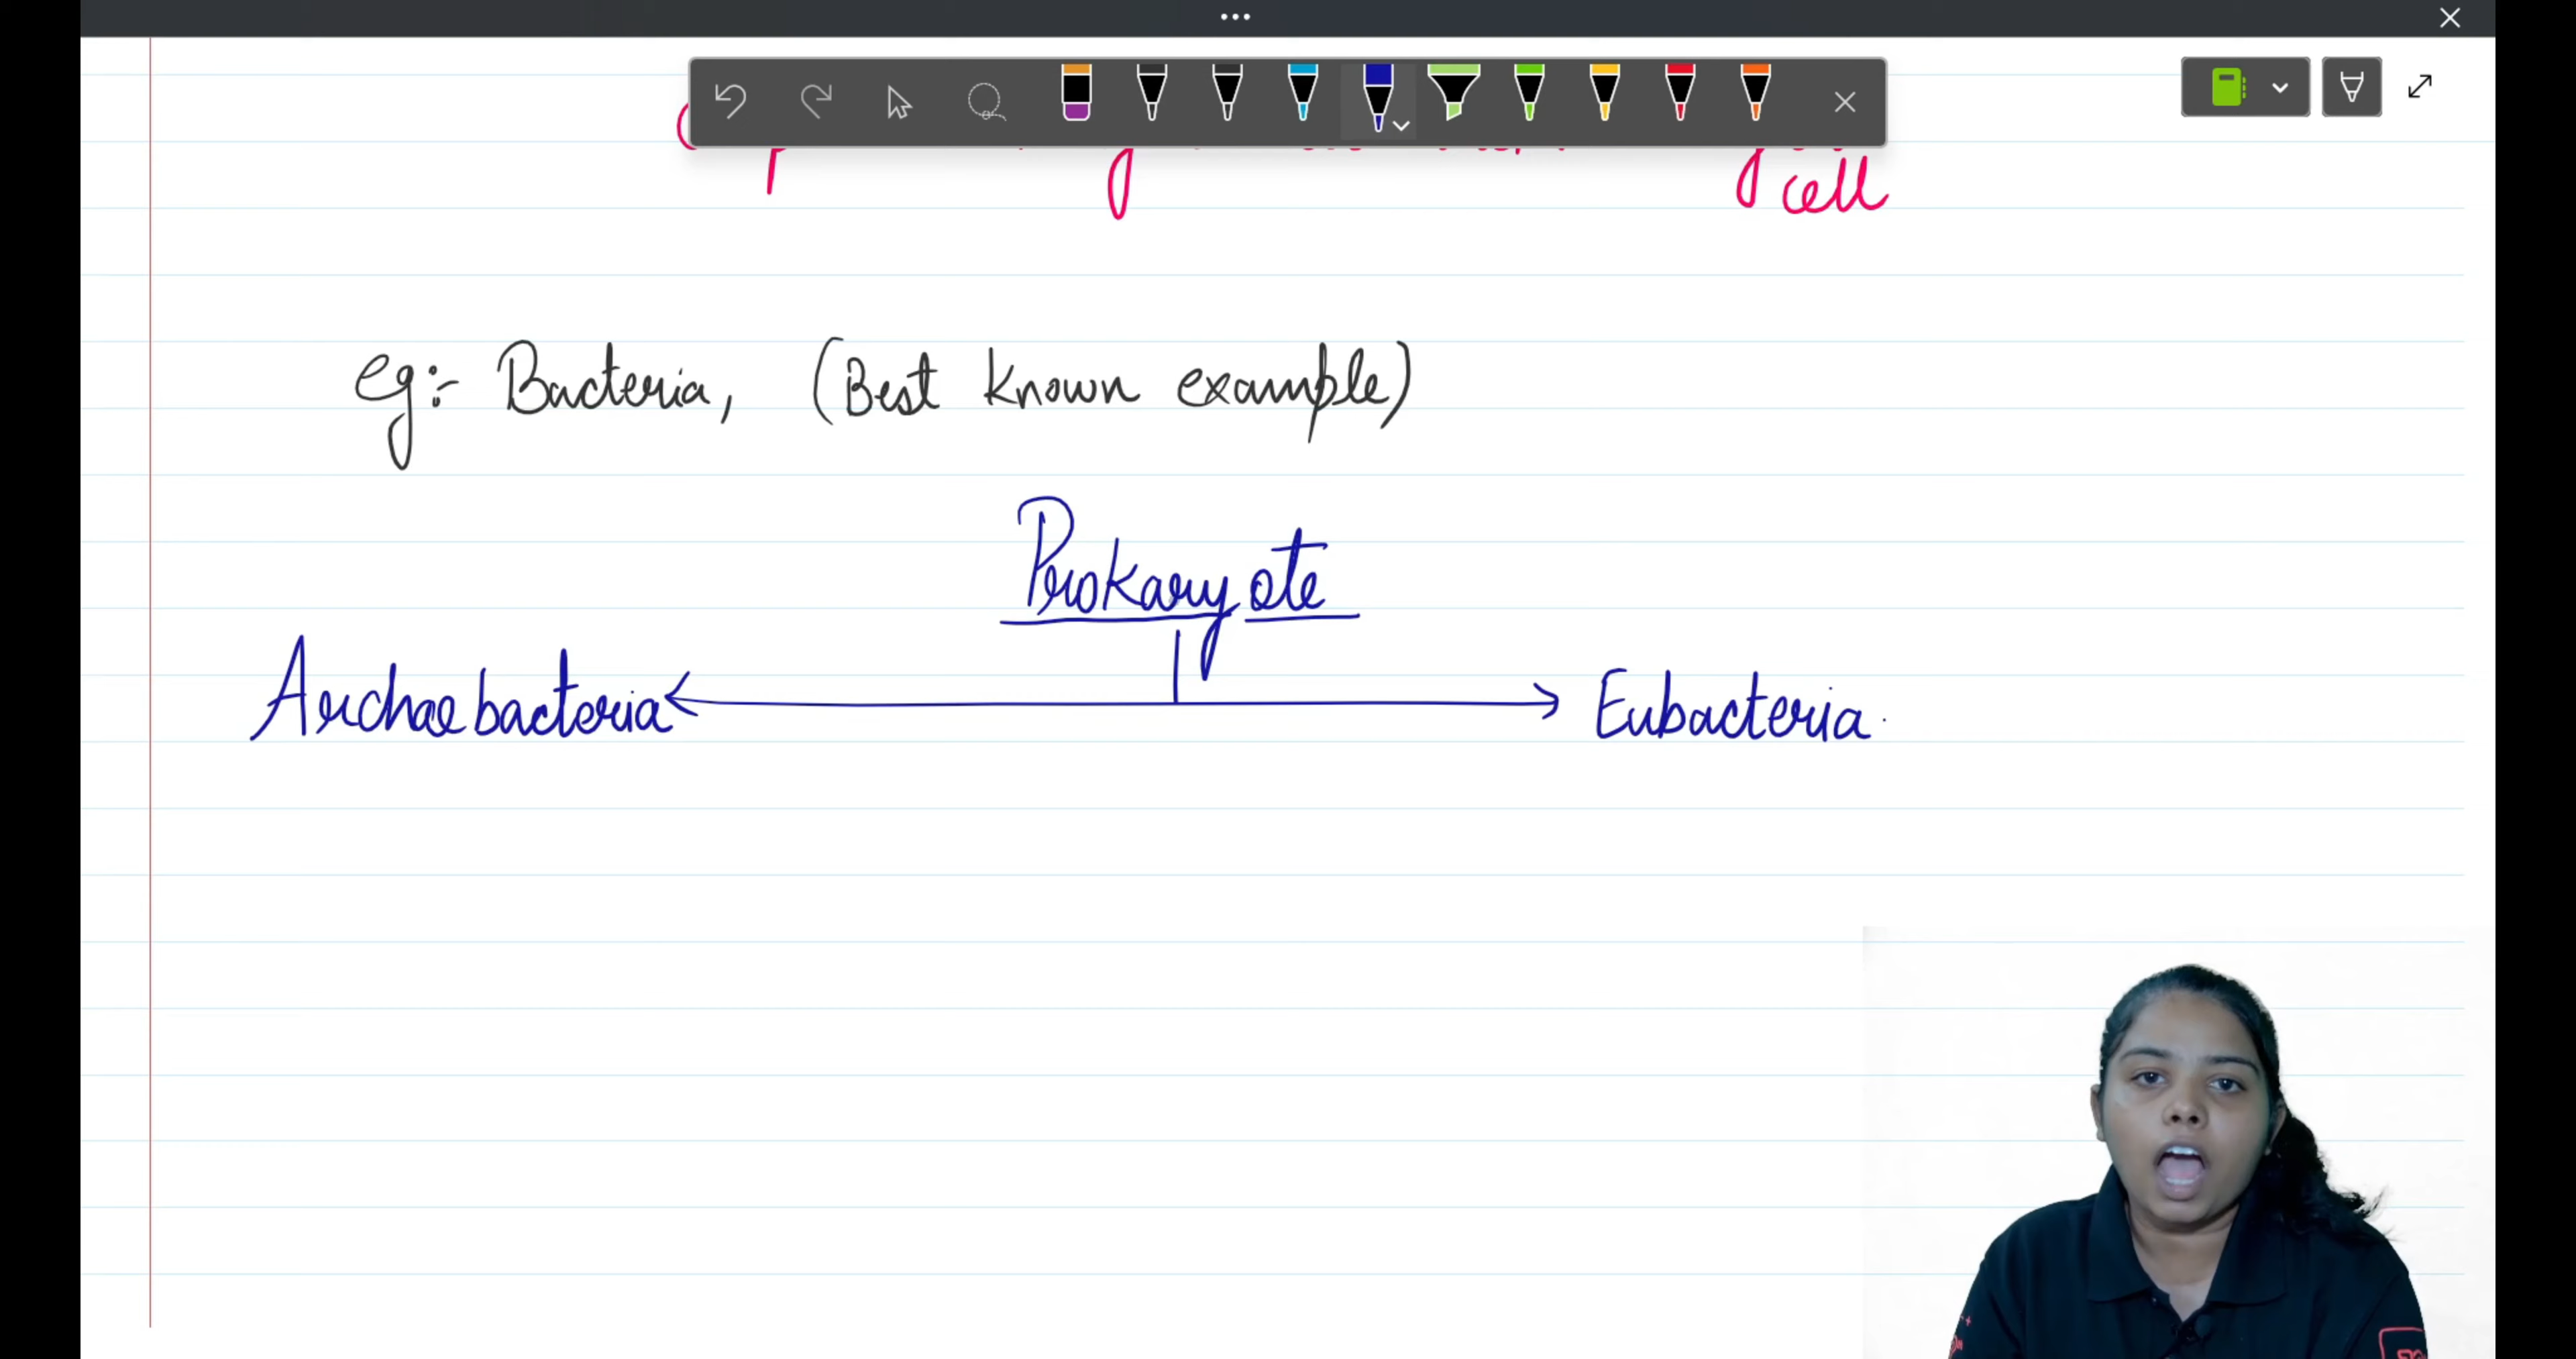 cell
eg:- Bacteria, (Best known example)
Prokaryote
Archaebacteria Eubacteria